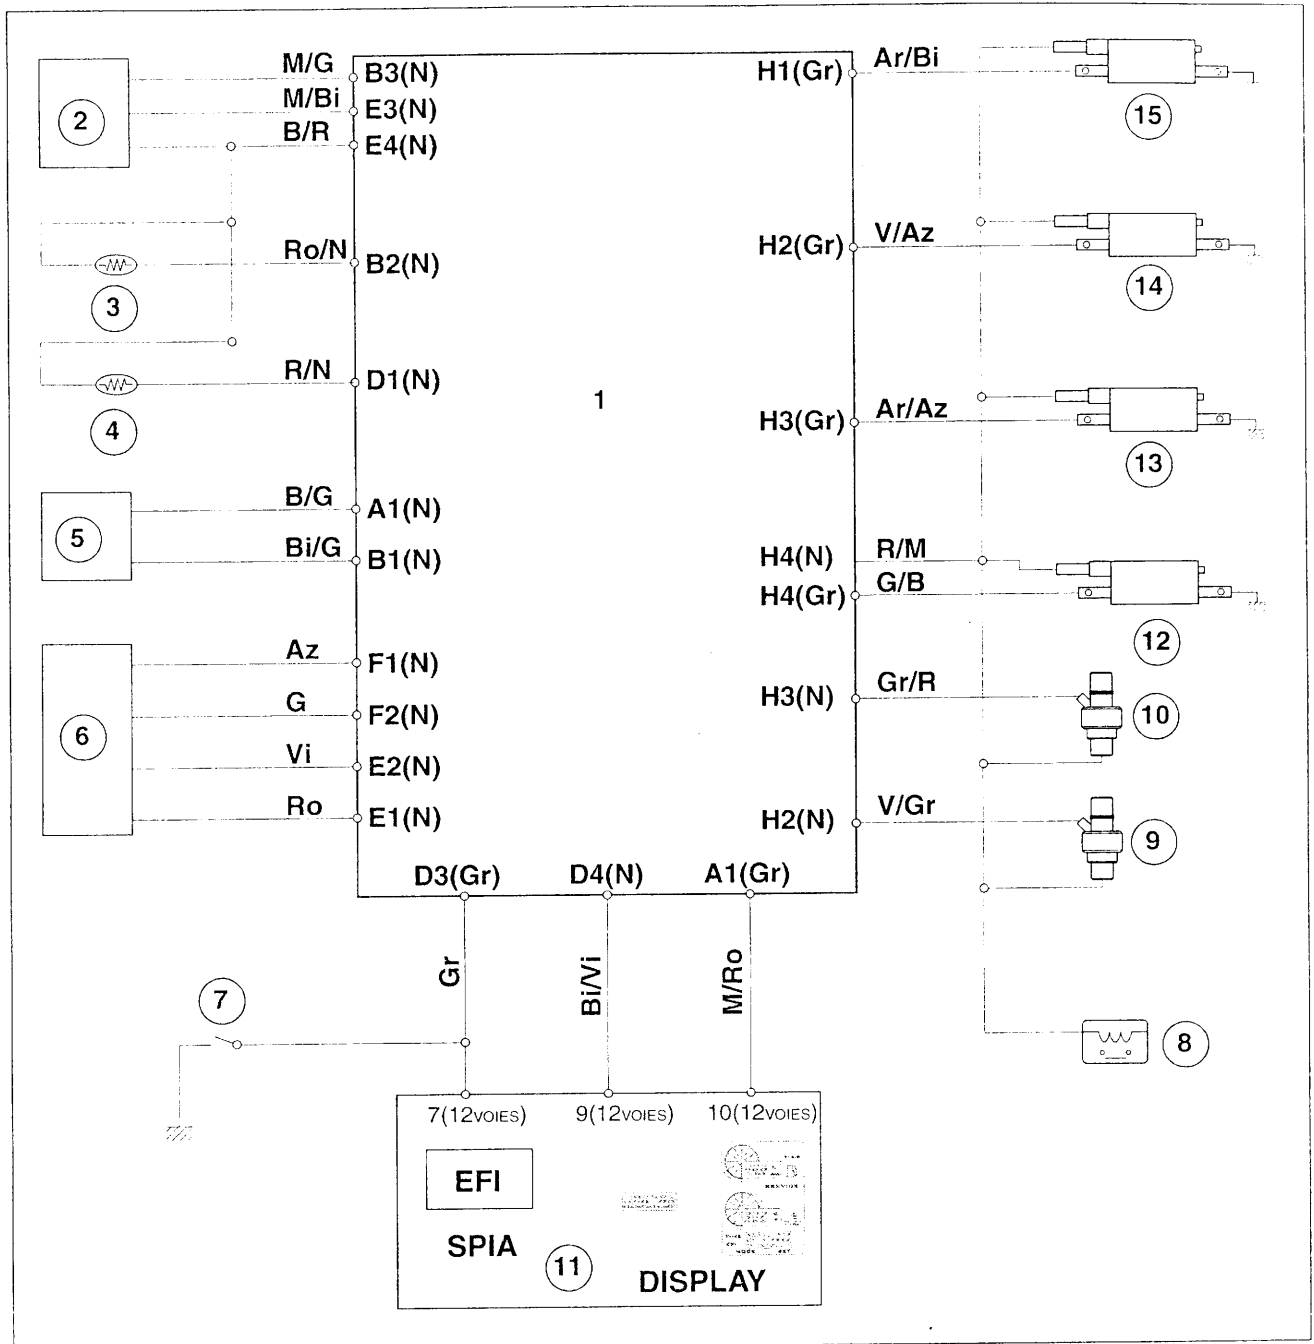 M/G
B3(N)
M/Bi
E3(N)
B/R
E4(N)
2
Ro/N
B2(N)
3
R/N
D1(N)
4
1
B/G
A1(N)
5
Bi/G
B1(N)
Az
F1(N)
G
F2(N)
6
Vi
E2(N)
Ro
E1(N)
H1(Gr)
Ar/Bi
15
H2(Gr)
V/Az
14
H3(Gr)
Ar/Az
13
H4(N)
R/M
H4(Gr)
G/B
12
H3(N)
Gr/R
10
H2(N)
V/Gr
9
D3(Gr)
D4(N)
A1(Gr)
Gr
Bi/Vi
M/Ro
7
8
7(12VOIES)
9(12VOIES)
10(12VOIES)
EFI
SPIA
11
DISPLAY